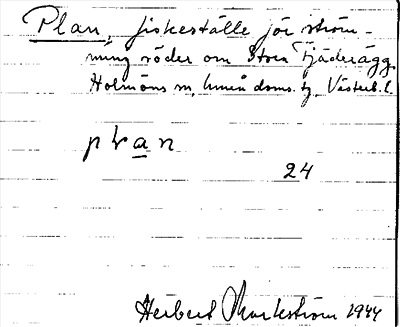 Plan, fiskeställe för ström-
ming söder om Stora Fjäderägg
Holmöns sn, Umeå doms. tg, Västerb. l.
plan
24
Herbert Markström 1944